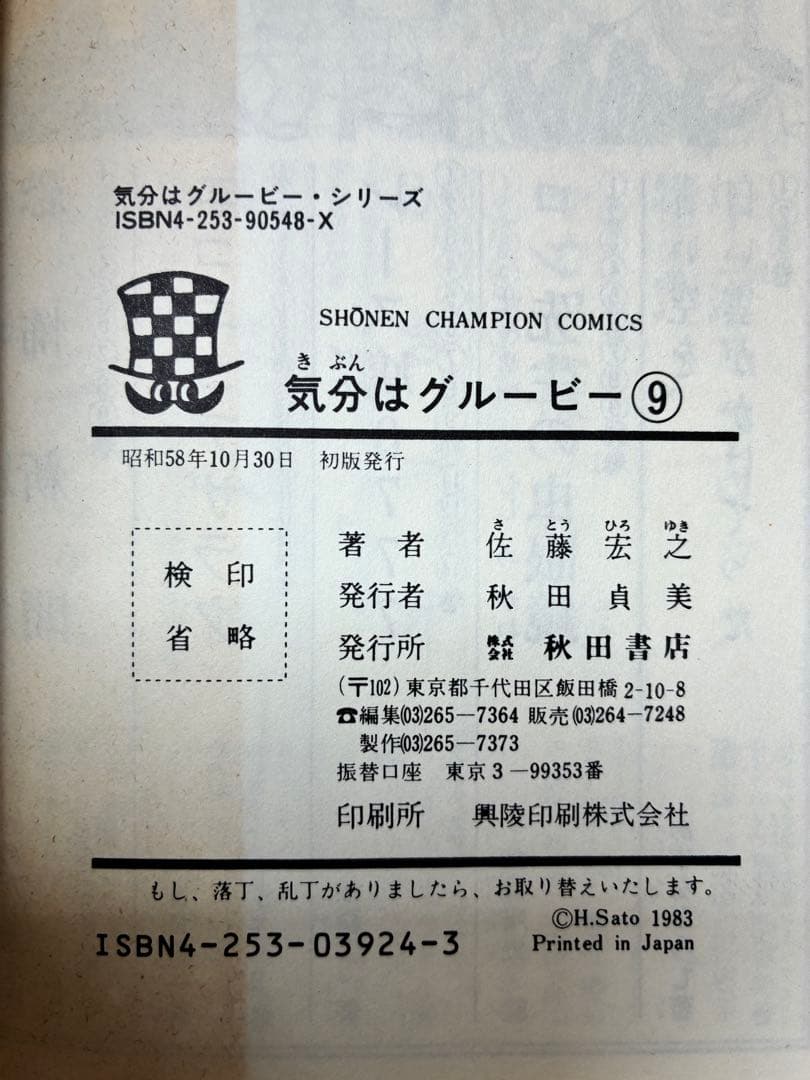 気分はグルービー・シリーズ
ISBN4-253-90548-X
SHŌNEN CHAMPION COMICS
きぶん
気分はグルービー⑨
昭和58年10月30日 初版発行
検印
省略
さとうひろゆき
著者 佐藤宏之
発行者 秋田貞美
発行所 株式会社 秋田書店
(〒102)東京都千代田区飯田橋2-10-8
☎編集(03)265—7364 販売(03)264—7248
製作(03)265—7373
振替口座 東京3—99353番
印刷所 興陵印刷株式会社
もし、落丁、乱丁がありましたら、お取り替えいたします。
©H.Sato 1983
ISBN4-253-03924-3
Printed in Japan